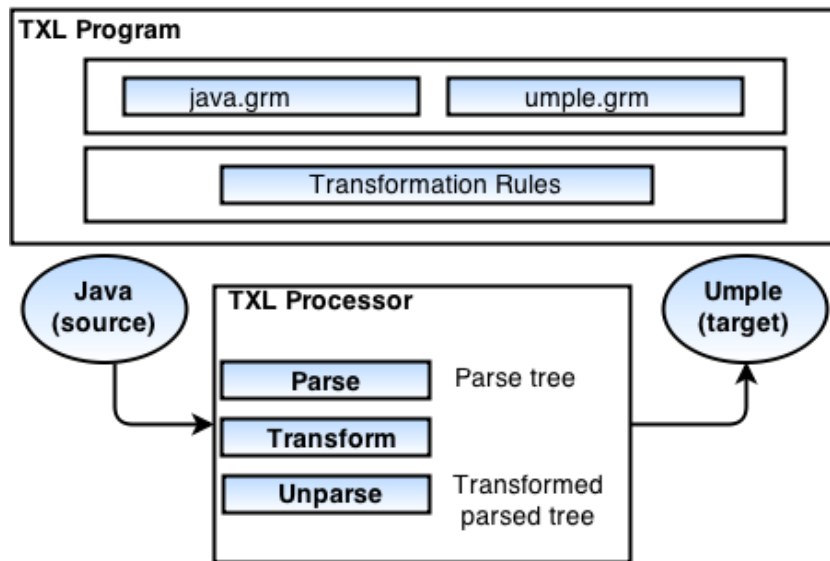 TXL Program
java.grm
umple.grm
Transformation Rules
Java
(source)
TXL Processor
Umple
(target)
Parse
Parse tree
Transform
Unparse
Transformed
parsed tree